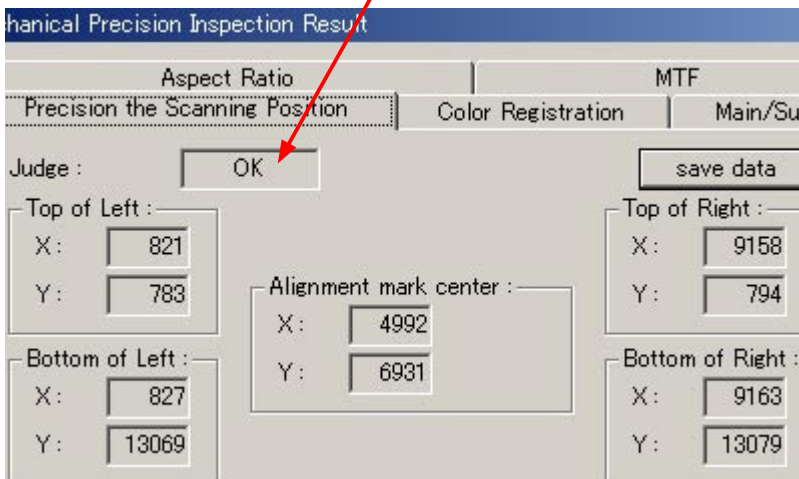 hanical Precision Inspection Result
Aspect Ratio MTF
Precision the Scanning Position Color Registration Main/Su
Judge : OK save data
Top of Left : Top of Right :
X : 821 X : 9158
Y : 783 Y : 794
Alignment mark center :
X : 4992
Y : 6931
Bottom of Left : Bottom of Right :
X : 827 X : 9163
Y : 13069 Y : 13079